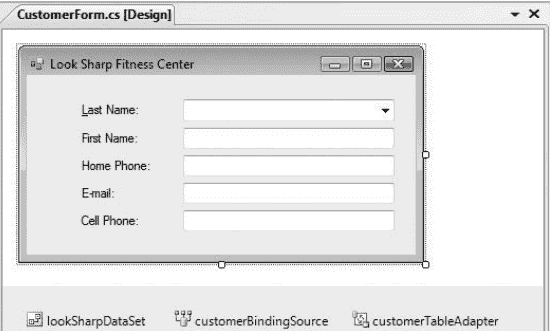 CustomerForm.cs [Design]
Look Sharp Fitness Center
Last Name:
First Name:
Home Phone:
E-mail:
Cell Phone:
lookSharpDataSet customerBindingSource customerTableAdapter